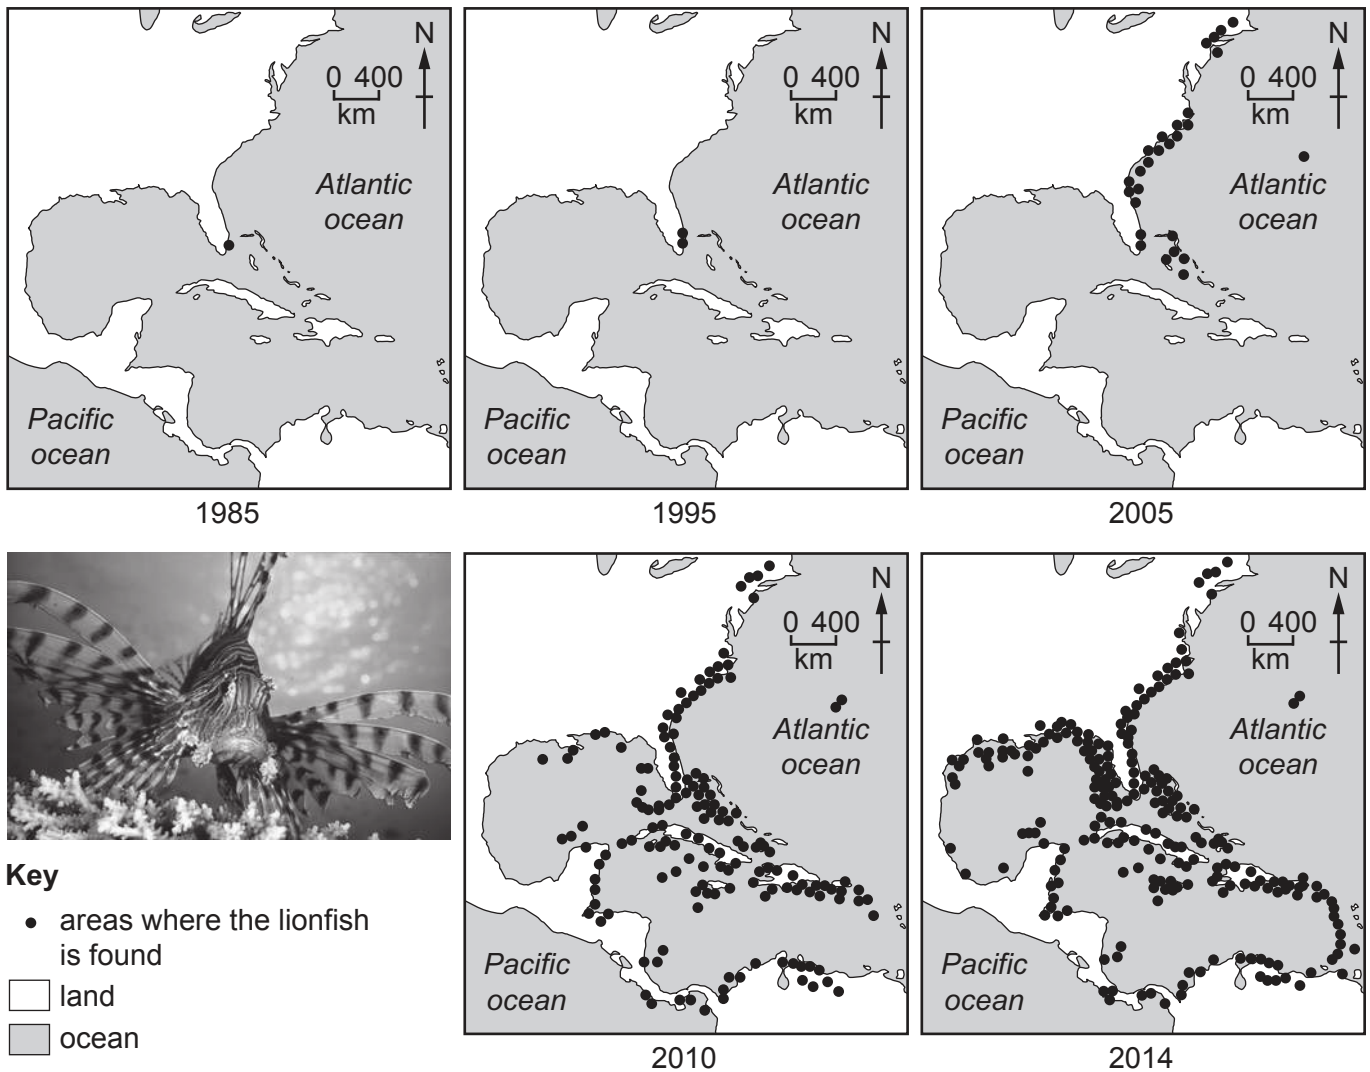 N
0 400
km
Atlantic
ocean
Pacific
ocean
1985
N
0 400
km
Atlantic
ocean
Pacific
ocean
1995
N
0 400
km
Atlantic
ocean
Pacific
ocean
2005
Key
areas where the lionfish
is found
land
ocean
N
0 400
km
Atlantic
ocean
Pacific
ocean
2010
N
0 400
km
Atlantic
ocean
Pacific
ocean
2014